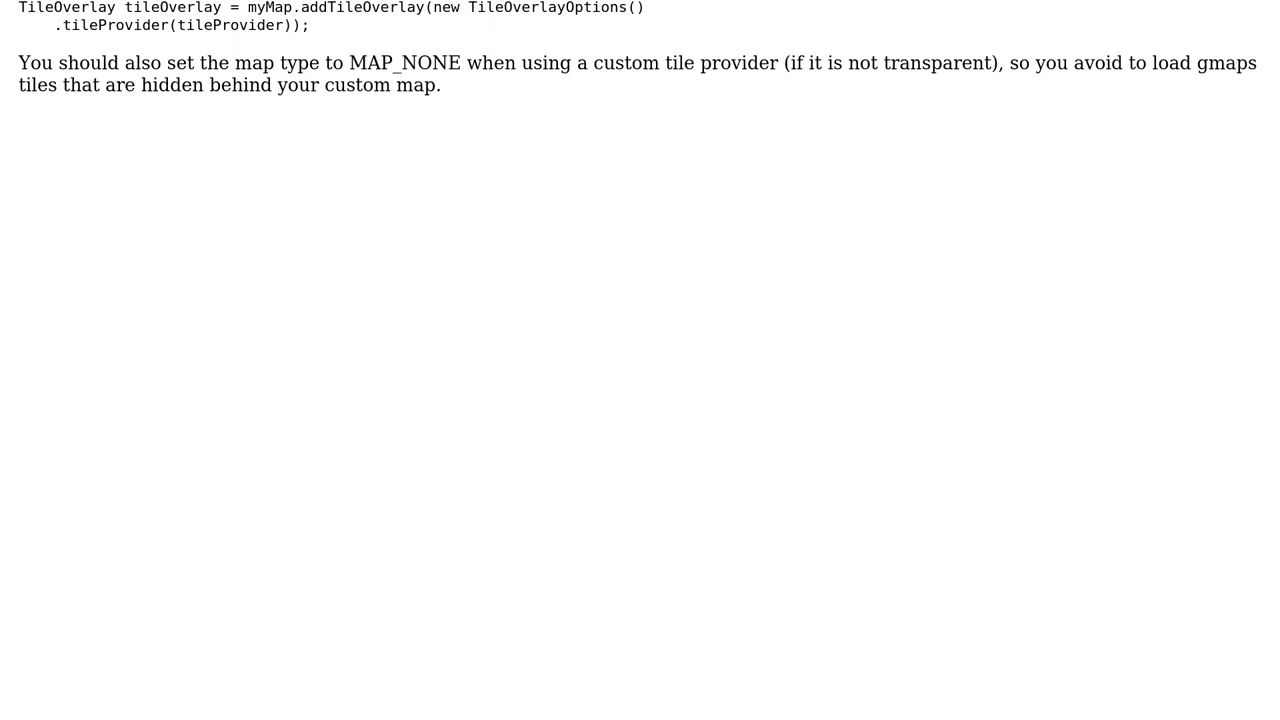 TileOverlay tileOverlay = myMap.addTileOverlay(new TileOverlayOptions()
    .tileProvider(tileProvider));
You should also set the map type to MAP_NONE when using a custom tile provider (if it is not transparent), so you avoid to load gmaps
tiles that are hidden behind your custom map.